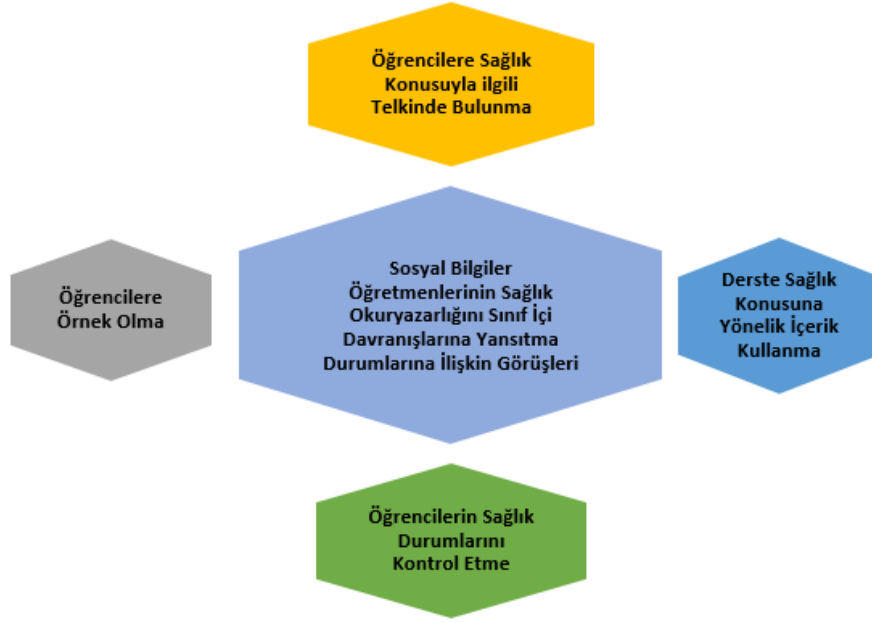 Öğrencilere Sağlık
Konusuyla ilgili
Telkinde Bulunma
Öğrencilere
Örnek Olma
Sosyal Bilgiler
Öğretmenlerinin Sağlık
Okuryazarlığını Sınıf İçi
Davranışlarına Yansıtma
Durumlarına İlişkin Görüşleri
Derste Sağlık
Konusuna
Yönelik İçerik
Kullanma
Öğrencilerin Sağlık
Durumlarını
Kontrol Etme